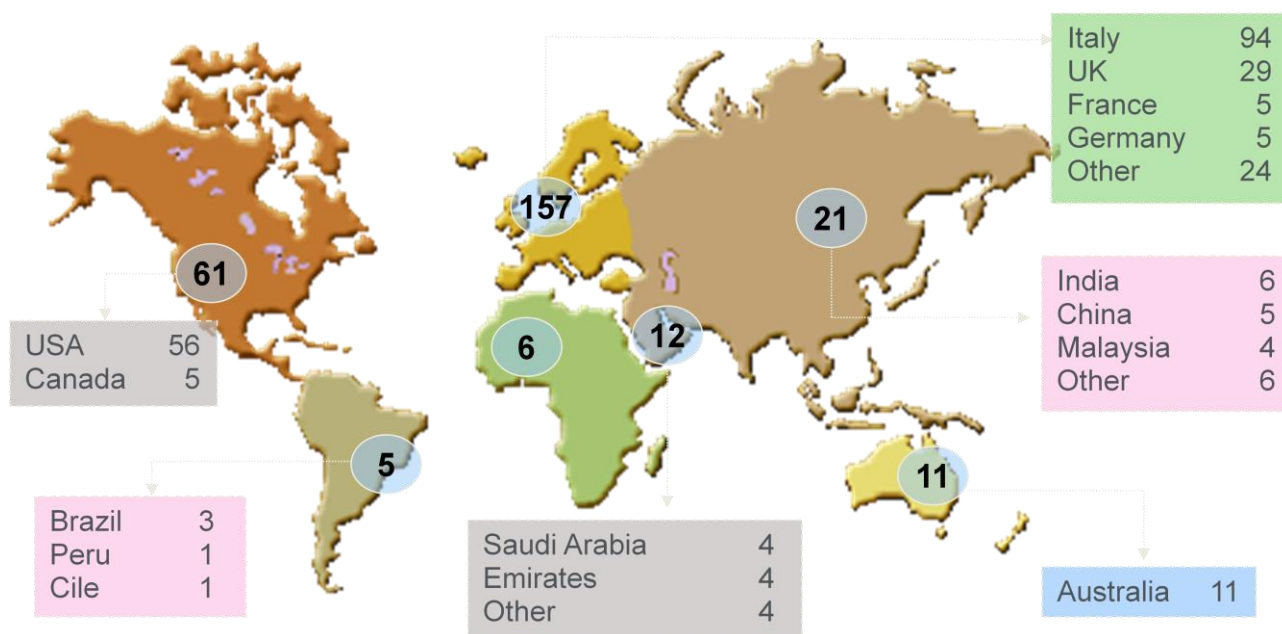 Italy 94
UK 29
France 5
Germany 5
Other 24
157
21
61
India 6
China 5
Malaysia 4
Other 6
USA 56
Canada 5
6
12
5
11
Brazil 3
Peru 1
Cile 1
Saudi Arabia 4
Emirates 4
Other 4
Australia 11